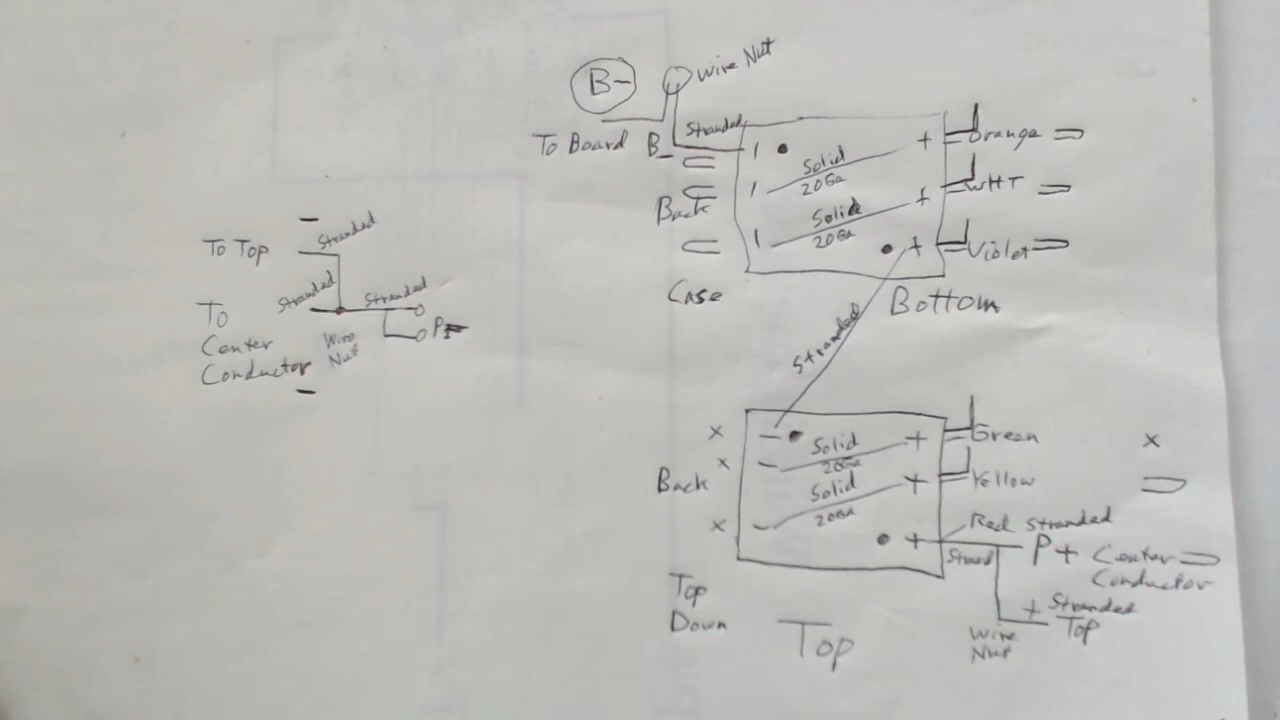 B-
Wire Nut
To Board B-
Stranded
+
Orange
Solid
20Ga
+
WHT
Back
Solid
20Ga
+
Violet
Case
Bottom
Stranded
-
To Top
Stranded
Stranded
Stranded
To
Center
Conductor
Wire
Nut
P-
-
x
-
Solid
20Ga
+
Green
x
x
-
Back
Solid
20Ga
+
Yellow
x
-
+
Red Stranded
Strand
P+ Center
Conductor
+ Stranded
Top
Wire
Nut
Top
Down
Top